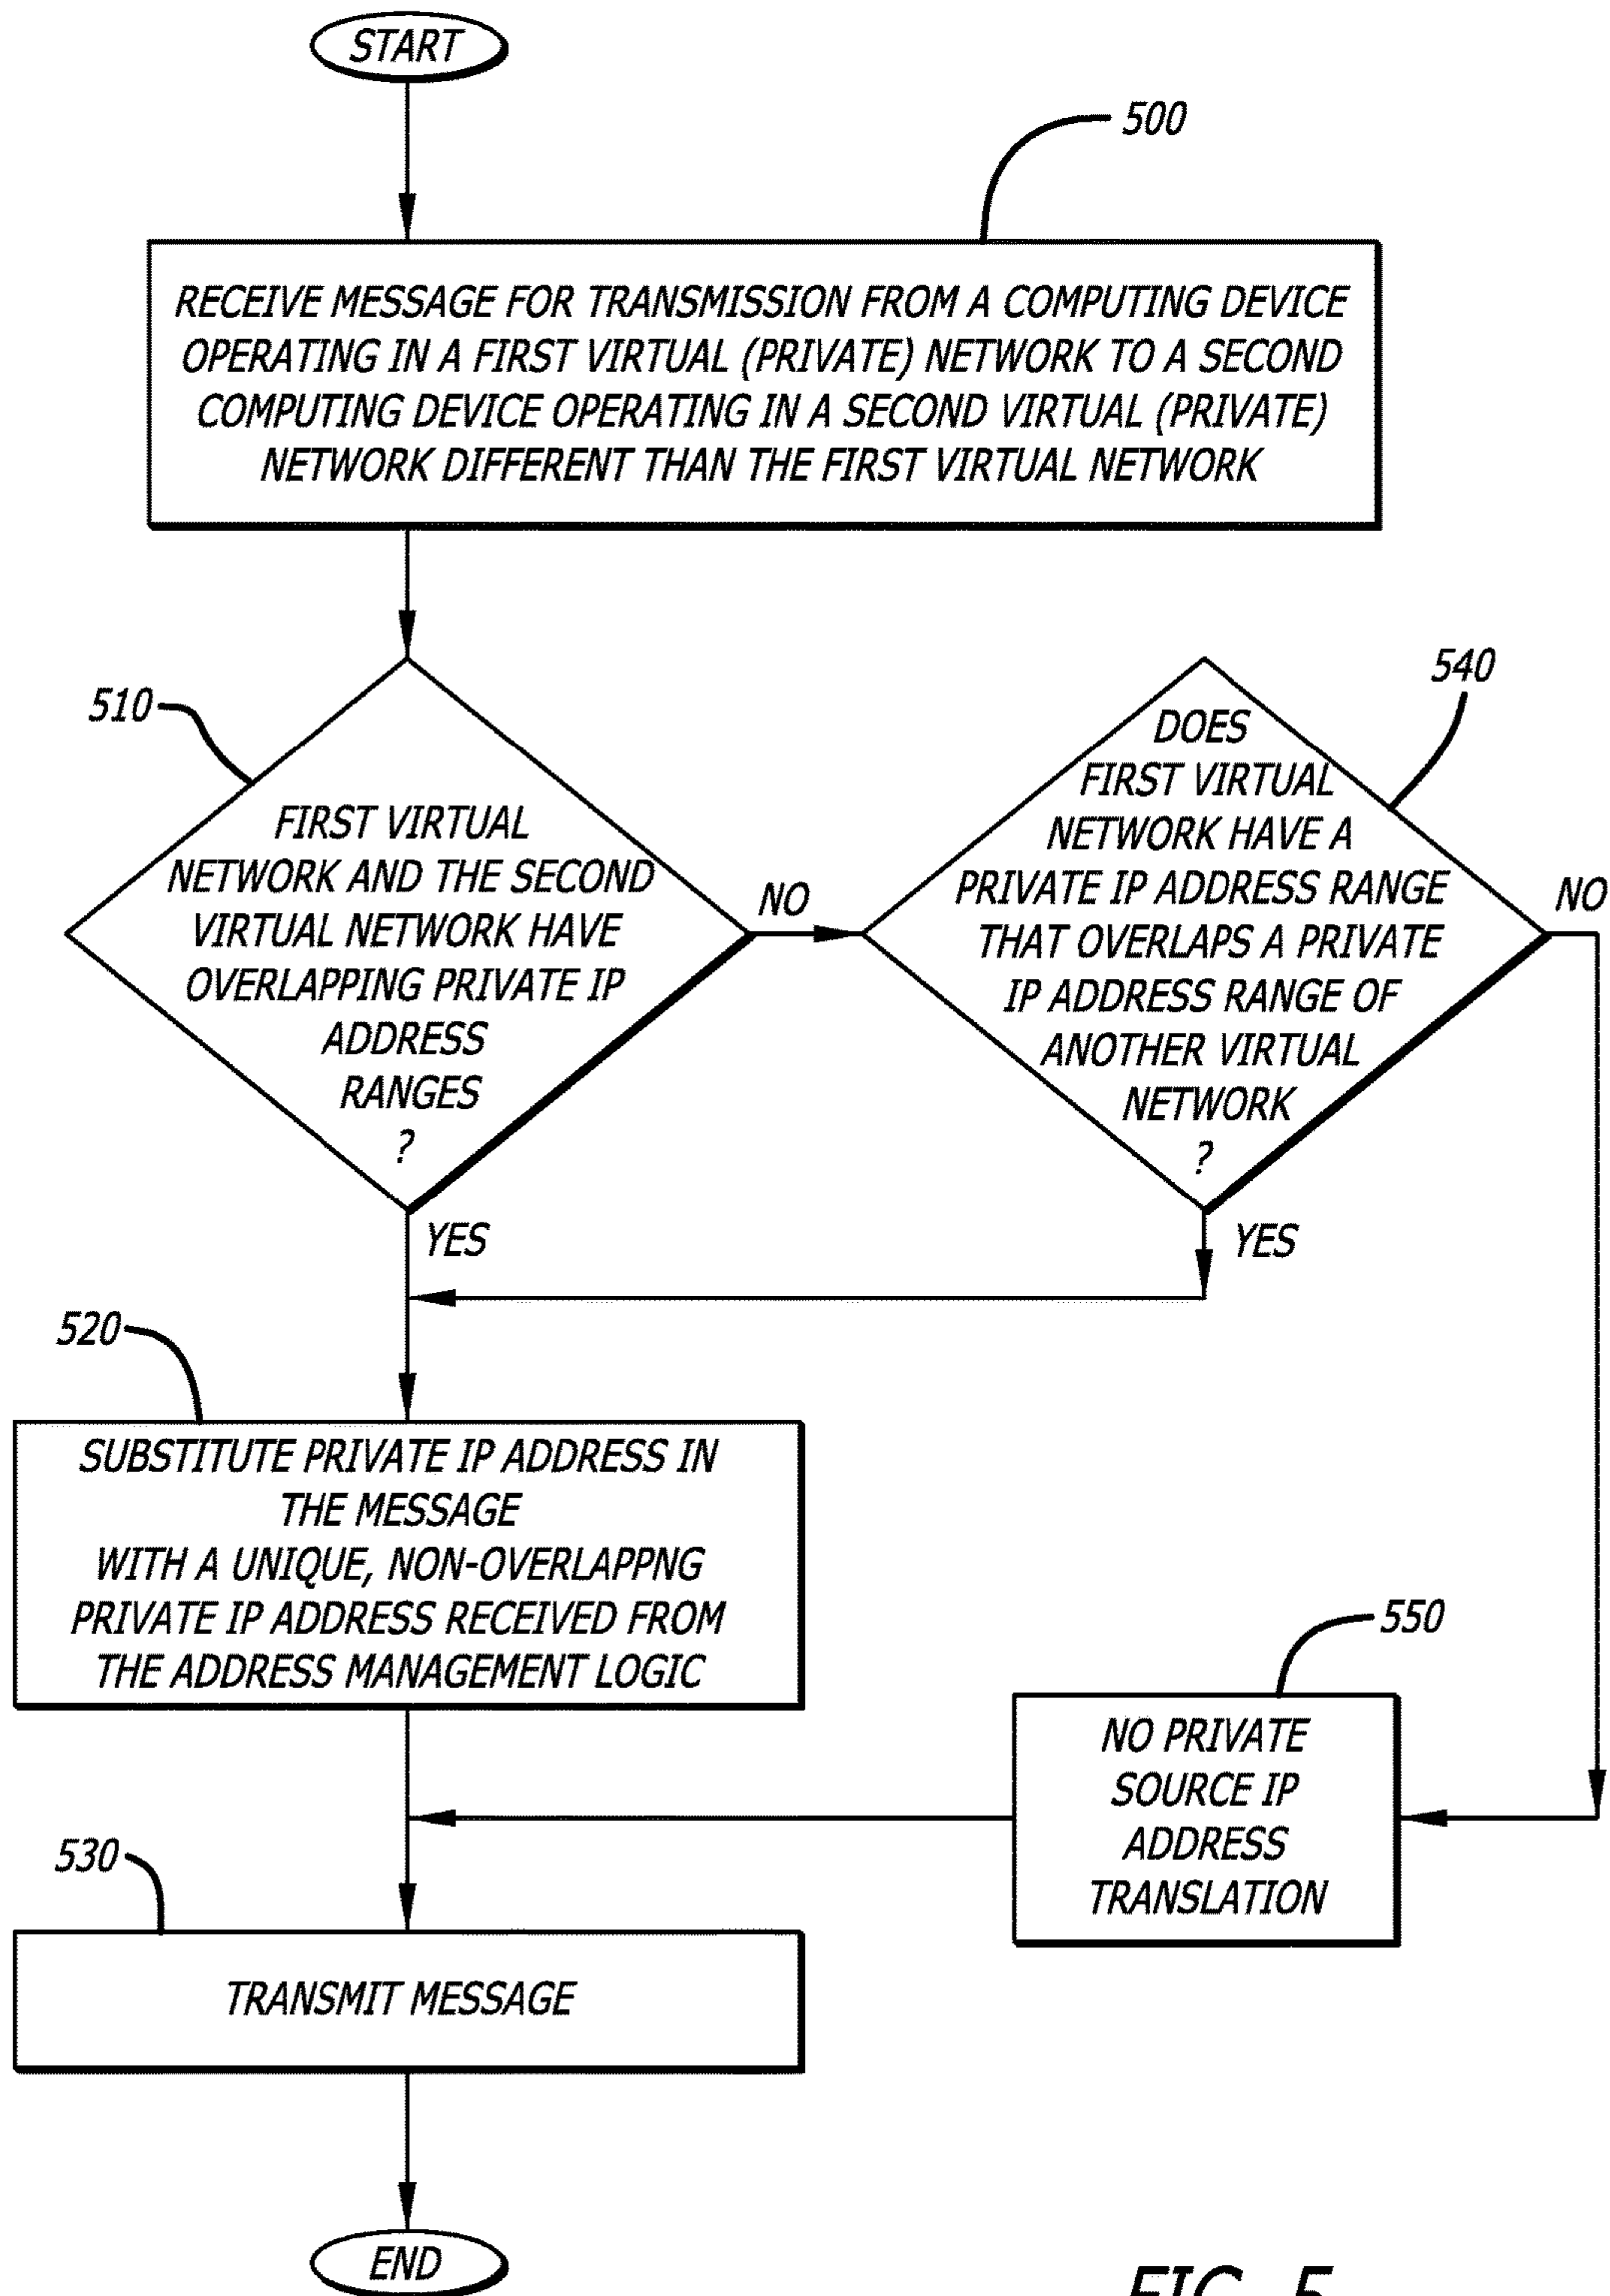 START
500
RECEIVE MESSAGE FOR TRANSMISSION FROM A COMPUTING DEVICE
OPERATING IN A FIRST VIRTUAL (PRIVATE) NETWORK TO A SECOND
COMPUTING DEVICE OPERATING IN A SECOND VIRTUAL (PRIVATE)
NETWORK DIFFERENT THAN THE FIRST VIRTUAL NETWORK
510
FIRST VIRTUAL
NETWORK AND THE SECOND
VIRTUAL NETWORK HAVE
OVERLAPPING PRIVATE IP
ADDRESS
RANGES
?
NO
YES
540
DOES
FIRST VIRTUAL
NETWORK HAVE A
PRIVATE IP ADDRESS RANGE
THAT OVERLAPS A PRIVATE
IP ADDRESS RANGE OF
ANOTHER VIRTUAL
NETWORK
?
NO
YES
520
SUBSTITUTE PRIVATE IP ADDRESS IN
THE MESSAGE
WITH A UNIQUE, NON-OVERLAPPNG
PRIVATE IP ADDRESS RECEIVED FROM
THE ADDRESS MANAGEMENT LOGIC
550
NO PRIVATE
SOURCE IP
ADDRESS
TRANSLATION
530
TRANSMIT MESSAGE
END
FIG. 5